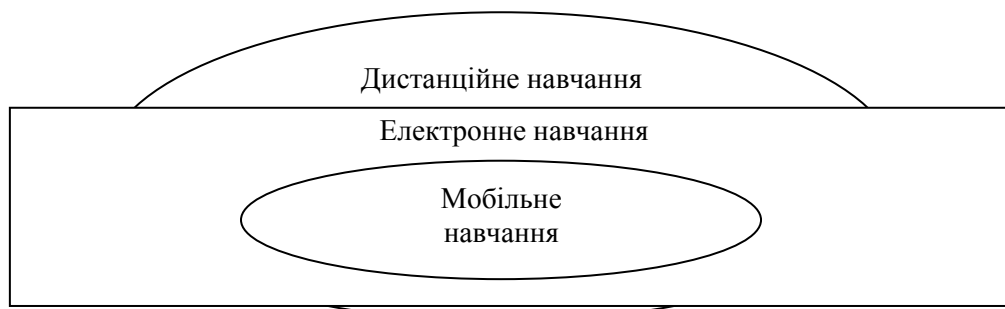 Дистанційне навчання
Електронне навчання
Мобільне
навчання